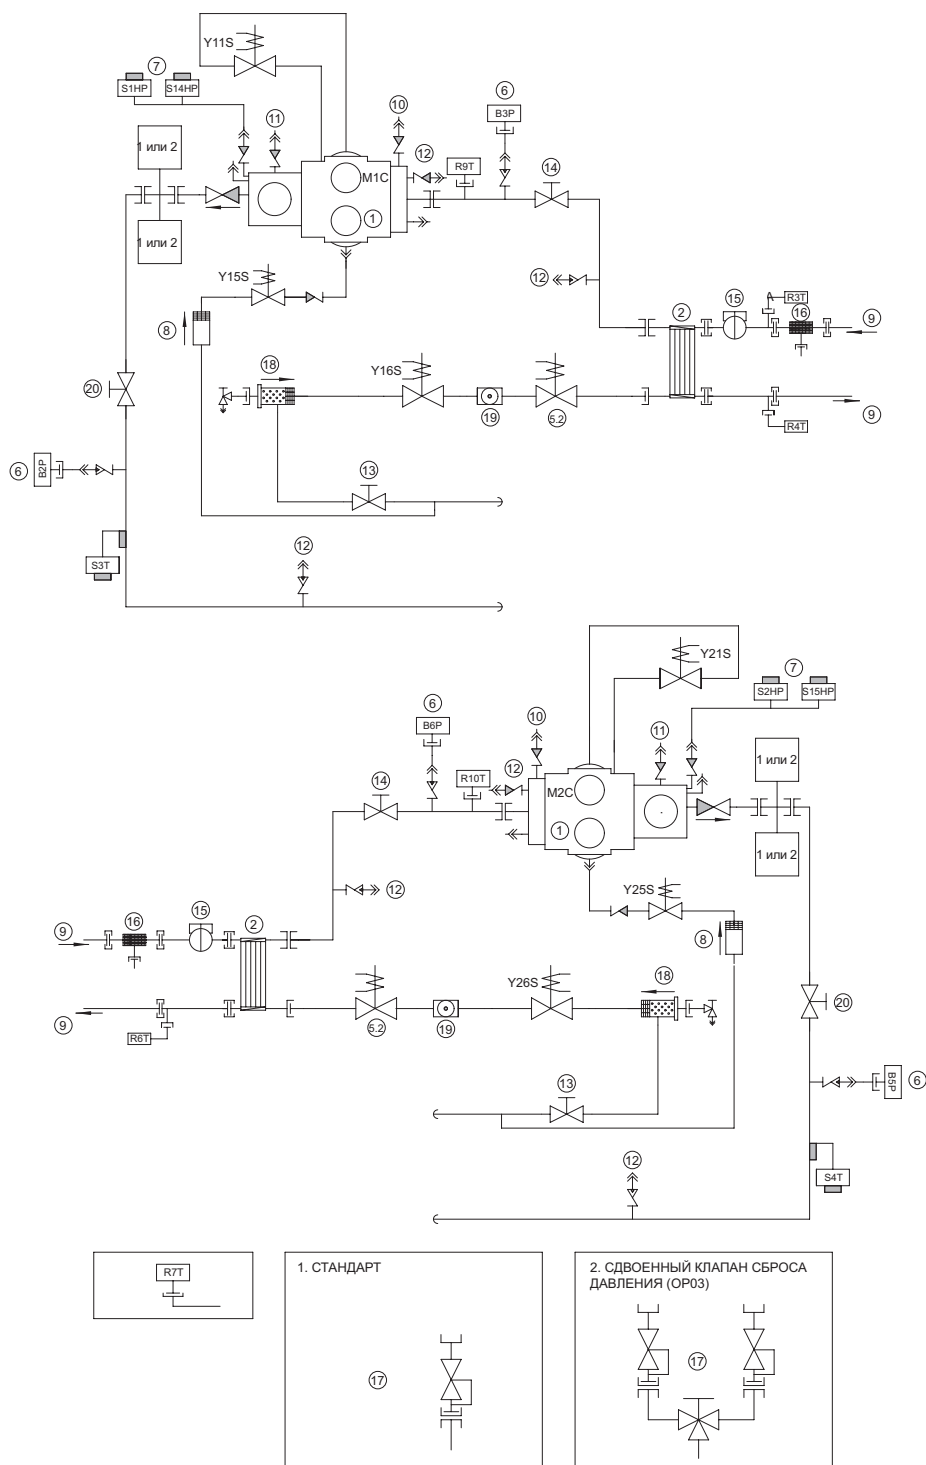 Y11S
7
S1HP
S14HP
11
10
6
B3P
1 или 2
M1C
12
R9T
14
1
1 или 2
Y15S
12
8
2
15
R3T
16
9
18
Y16S
20
19
5.2
9
R4T
6
B2P
13
S3T
12
Y21S
7
S2HP
S15HP
6
B6P
10
11
14
R10T
12
M2C
1 или 2
1
1 или 2
12
Y25S
9
16
15
2
8
Y26S
18
20
9
5.2
19
R6T
13
B5P
6
12
S4T
R7T
1. СТАНДАРТ
17
2. СДВОЕННЫЙ КЛАПАН СБРОСА
ДАВЛЕНИЯ (OP03)
17